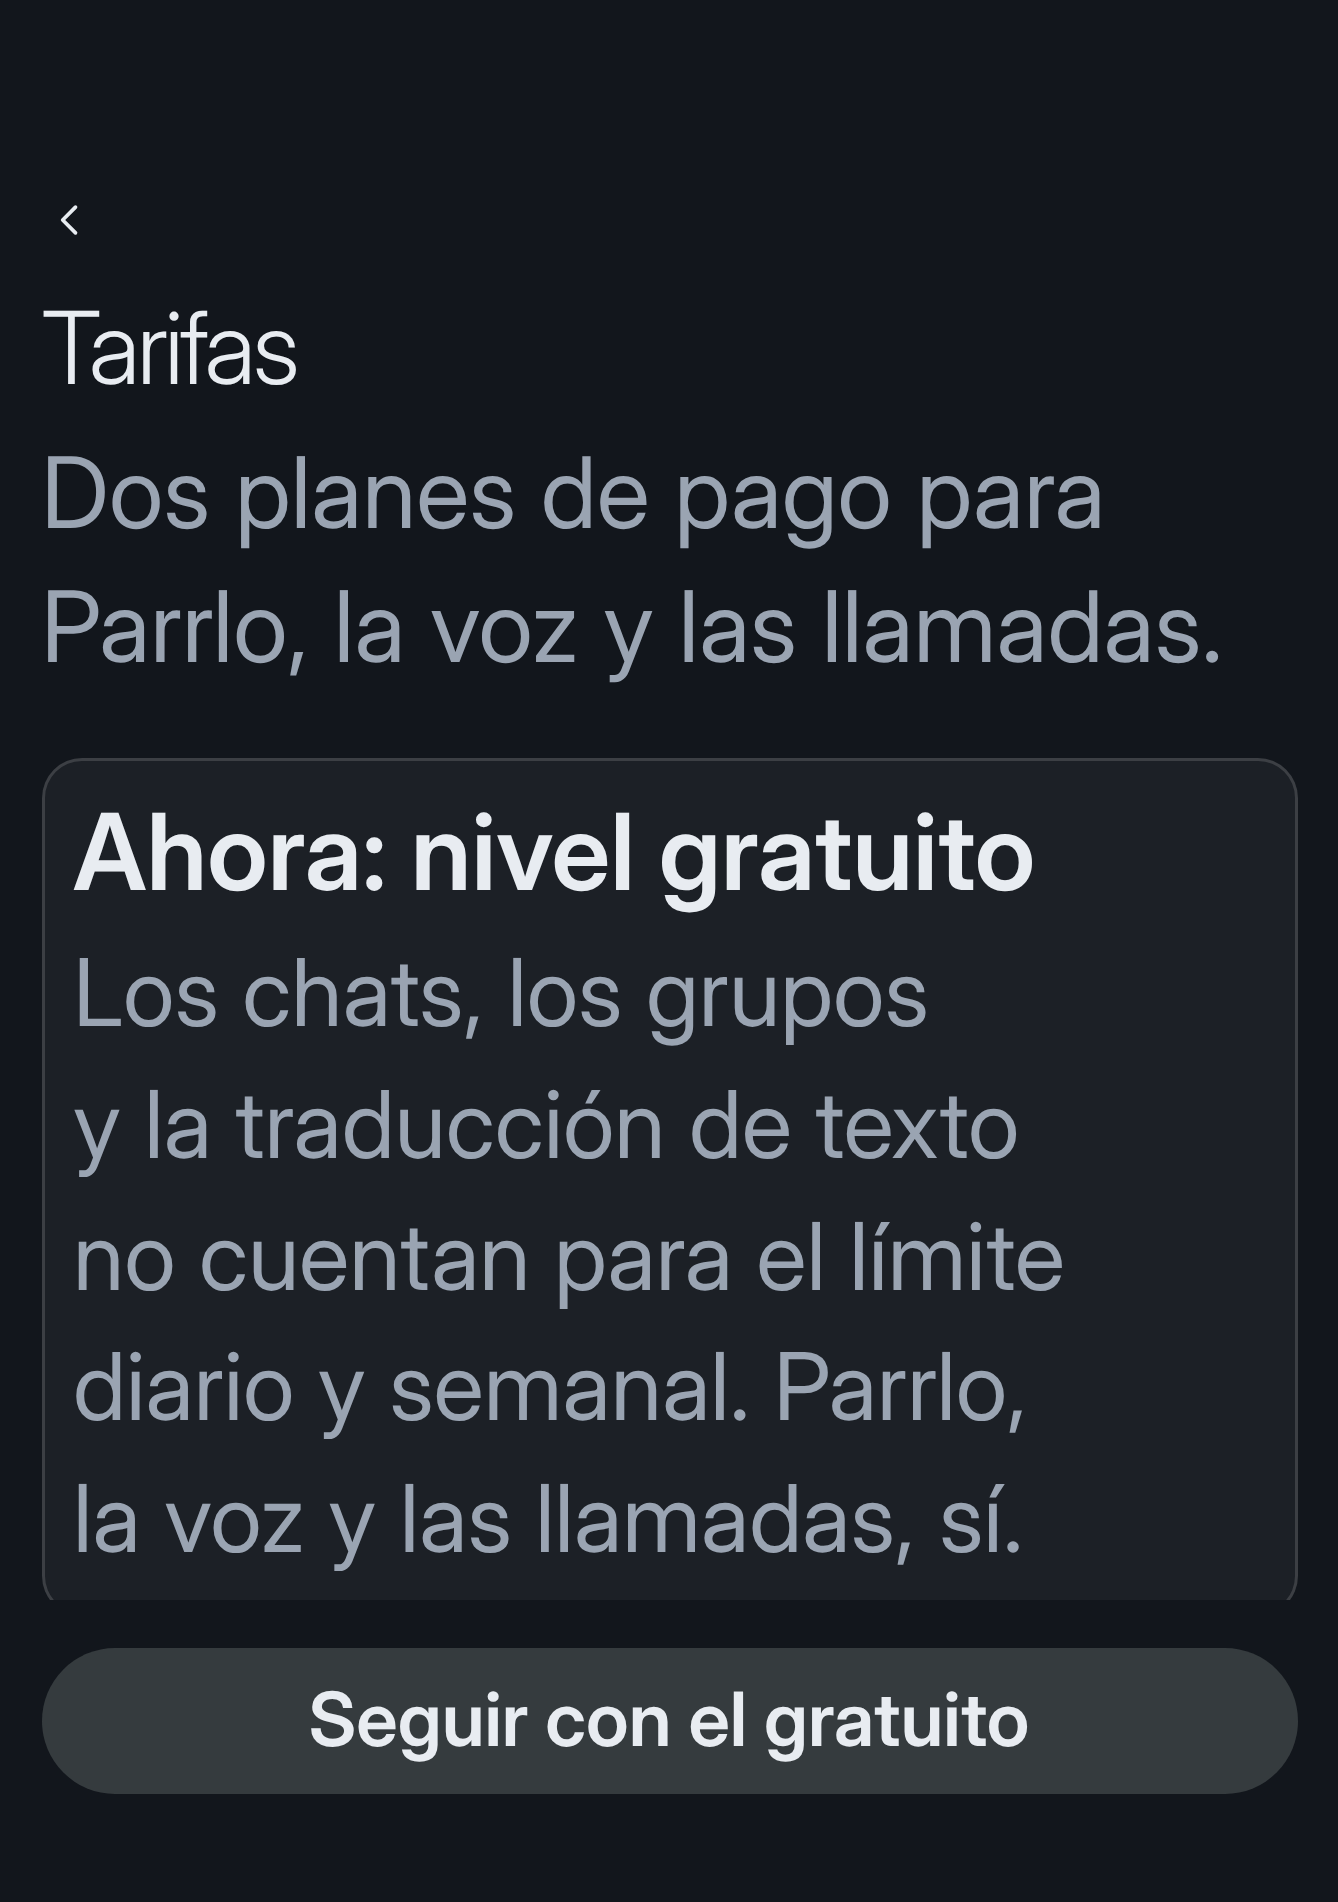 Tarifas
Dos planes de pago para
Parrlo, la voz y las llamadas.
Ahora: nivel gratuito
Los chats, los grupos
y la traducción de texto
no cuentan para el límite
diario y semanal. Parrlo,
la voz y las llamadas, sí.
Seguir con el gratuito